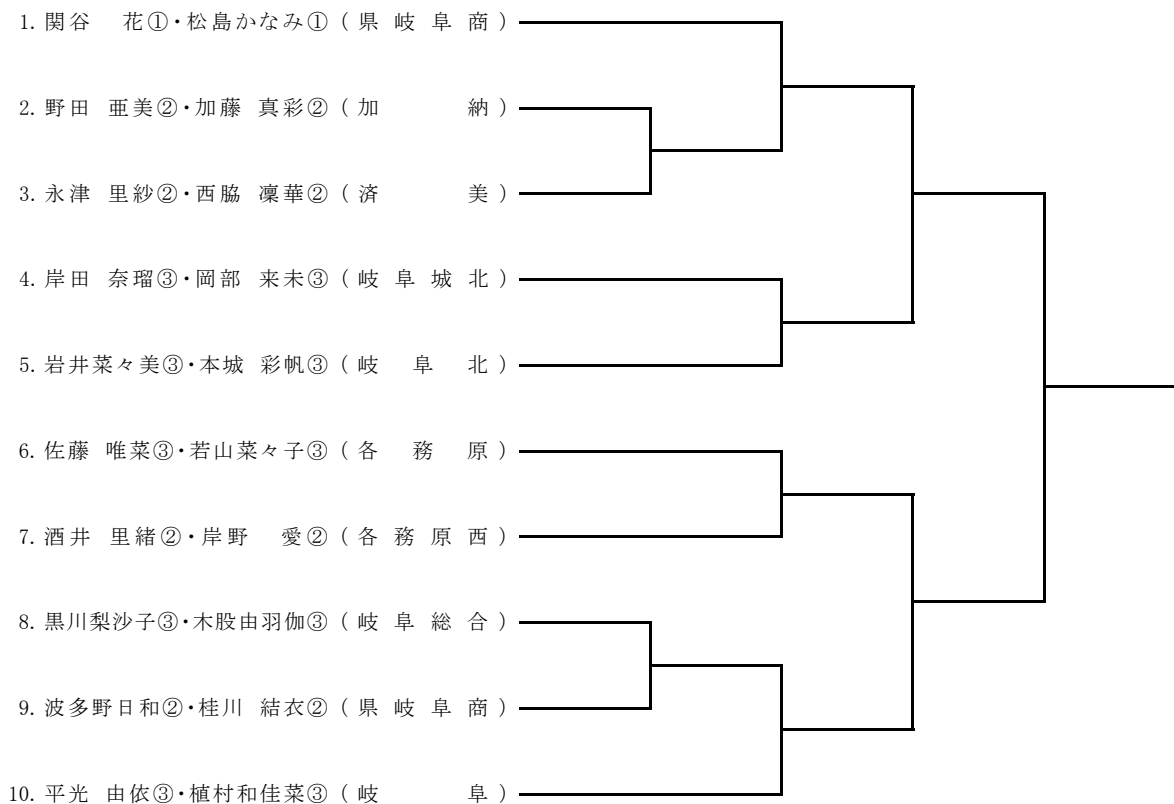 1. 関谷 花①・松島かなみ①(県岐阜商)
2. 野田 亜美②・加藤 真彩②(加納)
3. 永津 里紗②・西脇 凜華②(済美)
4. 岸田 奈瑠③・岡部 来未③(岐阜城北)
5. 岩井菜々美③・本城 彩帆③(岐阜北)
6. 佐藤 唯菜③・若山菜々子③(各務原)
7. 酒井 里緒②・岸野 愛②(各務原西)
8. 黒川梨沙子③・木股由羽伽③(岐阜総合)
9. 波多野日和②・桂川 結衣②(県岐阜商)
10. 平光 由依③・植村和佳菜③(岐阜)